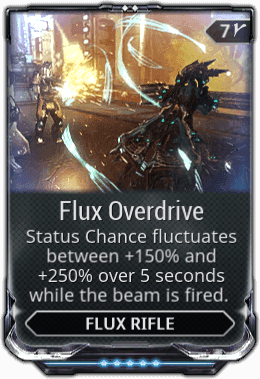 7
Flux Overdrive
Status Chance fluctuates
between +150% and
+250% over 5 seconds
while the beam is fired.
FLUX RIFLE